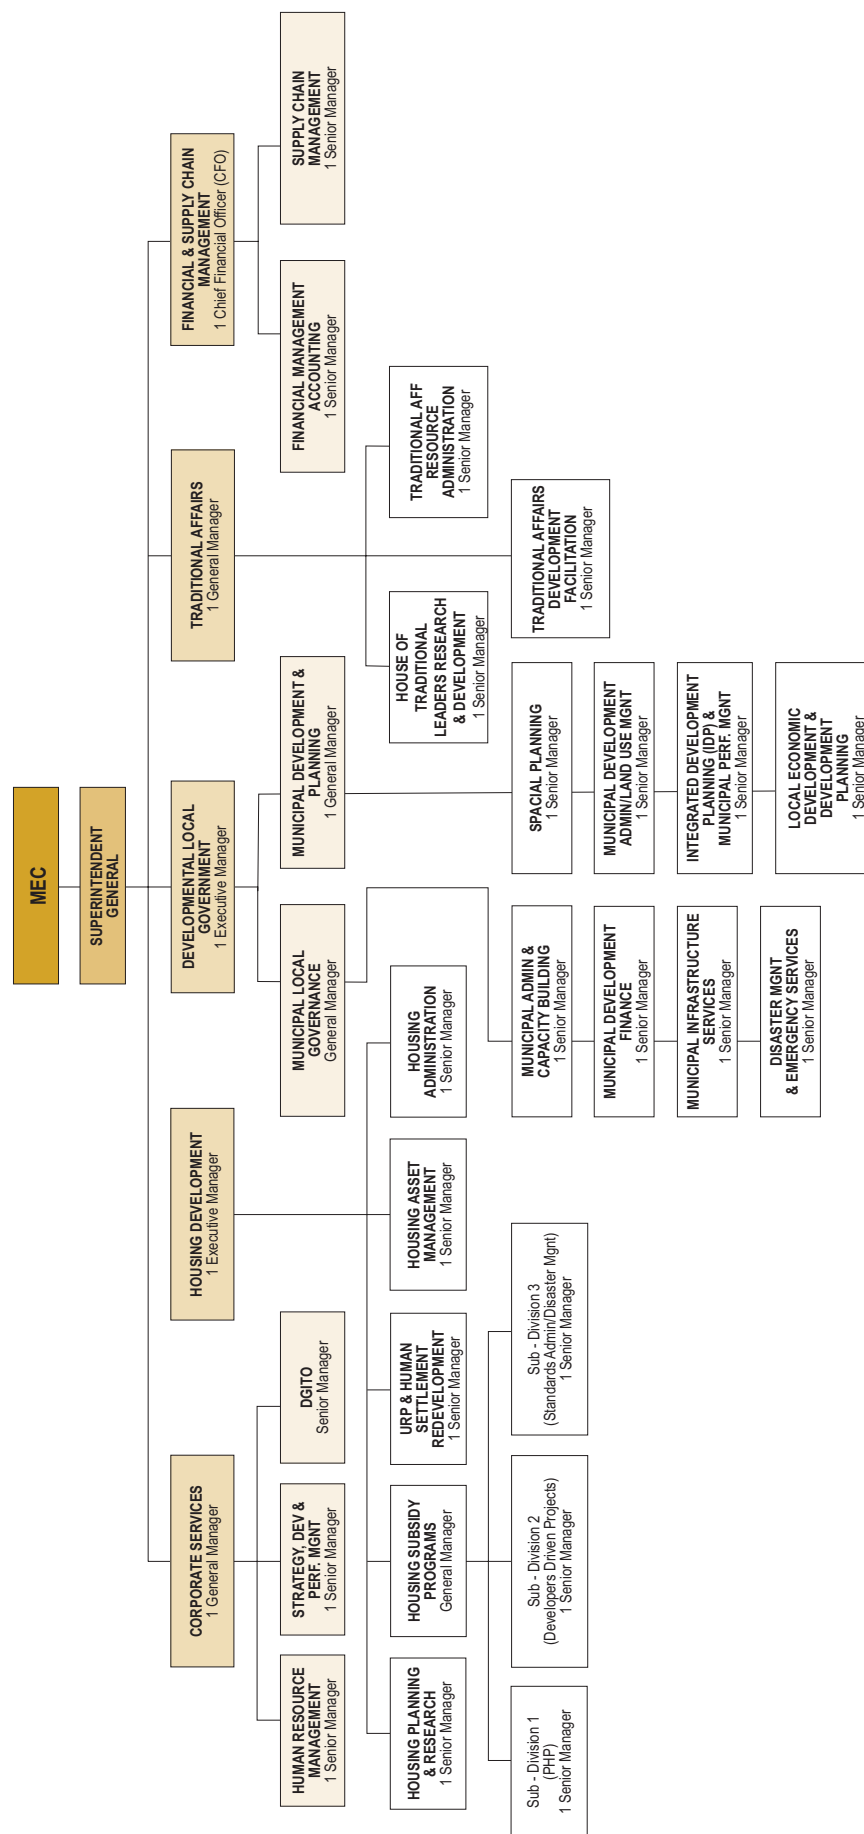 MEC
SUPERINTENDENT
GENERAL
CORPORATE SERVICES
1 General Manager
HOUSING DEVELOPMENT
1 Executive Manager
DEVELOPMENTAL LOCAL
GOVERNMENT
1 Executive Manager
TRADITIONAL AFFAIRS
1 General Manager
FINANCIAL & SUPPLY CHAIN
MANAGEMENT
1 Chief Financial Officer (CFO)
HUMAN RESOURCE
MANAGEMENT
1 Senior Manager
STRATEGY, DEV &
PERF. MGNT
1 Senior Manager
DGITO
Senior Manager
MUNICIPAL LOCAL
GOVERNANCE
General Manager
MUNICIPAL DEVELOPMENT &
PLANNING
1 General Manager
FINANCIAL MANAGEMENT
ACCOUNTING
1 Senior Manager
SUPPLY CHAIN
MANAGEMENT
1 Senior Manager
HOUSING PLANNING
& RESEARCH
1 Senior Manager
HOUSING SUBSIDY
PROGRAMS
General Manager
URP & HUMAN
SETTLEMENT
REDEVELOPMENT
1 Senior Manager
HOUSING ASSET
MANAGEMENT
1 Senior Manager
HOUSING
ADMINISTRATION
1 Senior Manager
HOUSE OF
TRADITIONAL
LEADERS RESEARCH
& DEVELOPMENT
1 Senior Manager
TRADITIONAL AFF
RESOURCE
ADMINISTRATION
1 Senior Manager
Sub - Division 1
(PHP)
1 Senior Manager
Sub - Division 2
(Developers Driven Projects)
1 Senior Manager
Sub - Division 3
(Standards Admin/Disaster Mgnt)
1 Senior Manager
MUNICIPAL ADMIN &
CAPACITY BUILDING
1 Senior Manager
SPACIAL PLANNING
1 Senior Manager
TRADITIONAL AFFAIRS
DEVELOPMENT
FACILITATION
1 Senior Manager
MUNICIPAL DEVELOPMENT
FINANCE
1 Senior Manager
MUNICIPAL DEVELOPMENT
ADMIN/LAND USE MGNT
1 Senior Manager
MUNICIPAL INFRASTRUCTURE
SERVICES
1 Senior Manager
INTEGRATED DEVELOPMENT
PLANNING (IDP) &
MUNICIPAL PERF. MGNT
1 Senior Manager
DISASTER MGNT
& EMERGENCY SERVICES
1 Senior Manager
LOCAL ECONOMIC
DEVELOPMENT &
DEVELOPMENT
PLANNING
1 Senior Manager